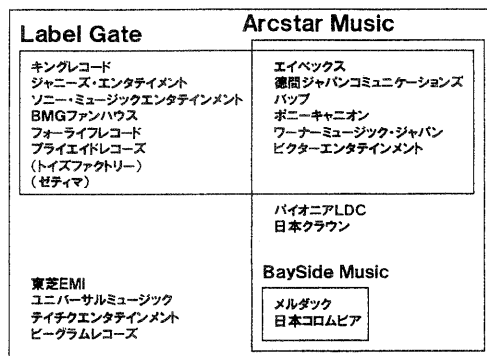 Label Gate
Arcstar Music
キングレコード
ジャニーズ・エンタテイメント
ソニー・ミュージックエンタテインメント
BMGファンハウス
フォーライフレコード
プライエイドレコーズ
(トイズファクトリー)
(ゼティマ)
エイベックス
徳間ジャパンコミュニケーションズ
バップ
ポニーキャニオン
ワーナーミュージック・ジャパン
ビクターエンタテインメント
パイオニアLDC
日本クラウン
BaySide Music
メルダック
日本コロムビア
東芝EMI
ユニバーサルミュージック
テイチクエンタテインメント
ビーグラムレコーズ